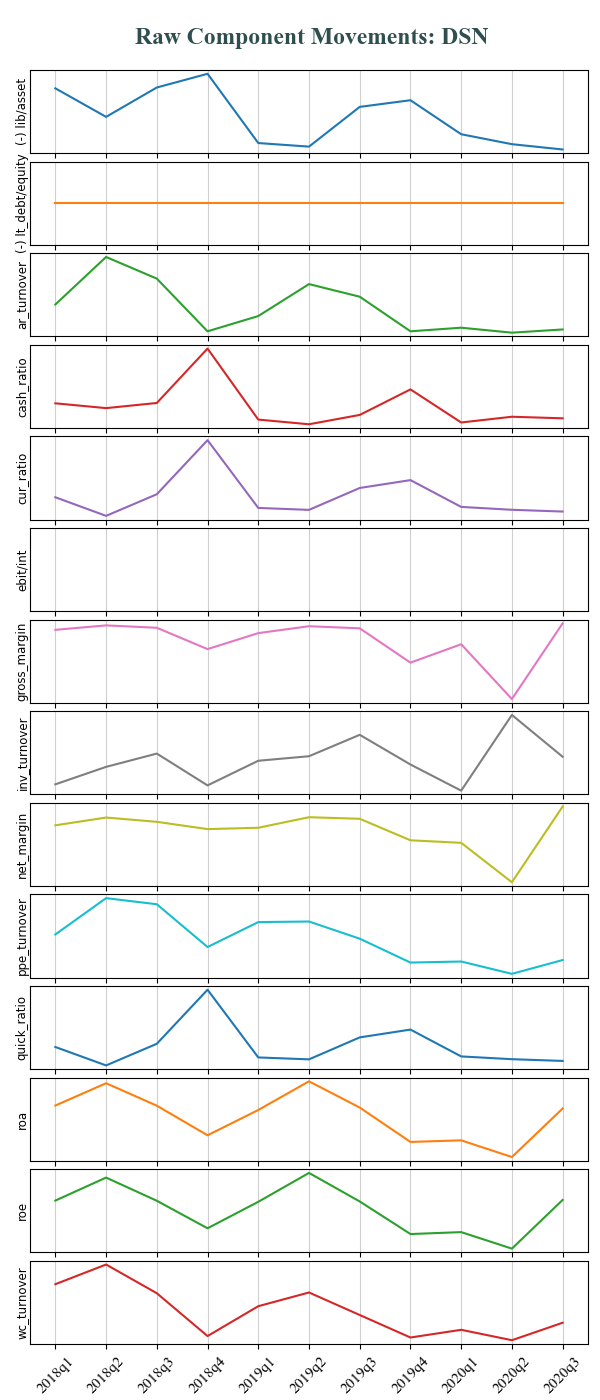 Raw Component Movements: DSN
(-) lib/asset
(-) lt_debt/equity
ar_turnover
cash_ratio
cur_ratio
ebit/int
gross_margin
inv_turnover
net_margin
ppe_turnover
quick_ratio
roa
roe
wc_turnover
2018q1 2018q2 2018q3 2018q4 2019q1 2019q2 2019q3 2019q4 2020q1 2020q2 2020q3